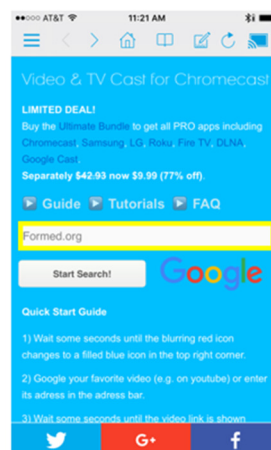 AT&T 11:21 AM
Video & TV Cast for Chromecast
LIMITED DEAL!
Buy the Ultimate Bundle to get all PRO apps including
Chromecast, Samsung, LG, Roku, Fire TV, DLNA,
Google Cast.
Separately $42.93 now $9.99 (77% off).
Guide Tutorials FAQ
Formed.org
Start Search! Google
Quick Start Guide
1) Wait some seconds until the blurring red icon
changes to a filled blue icon in the top right corner.
2) Google your favorite video (e.g. on youtube) or enter
its adress in the adress bar.
3) Wait some seconds until the video link is shown
G+ f